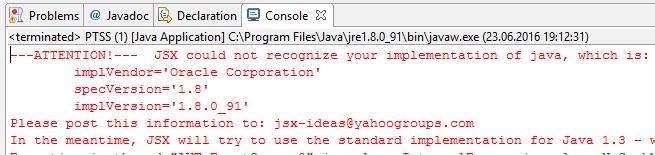 Problems @ Javadoc Declaration Console
<terminated> PTSS (1) [Java Application] C:\Program Files\Java\jre1.8.0_91\bin\javaw.exe (23.06.2016 19:12:31)
---ATTENTION!--- JSX could not recognize your implementation of java, which is:
implVendor='Oracle Corporation'
specVersion='1.8'
implVersion='1.8.0_91'
Please post this information to: jsx-ideas@yahoogroups.com
In the meantime, JSX will try to use the standard implementation for Java 1.3 - w